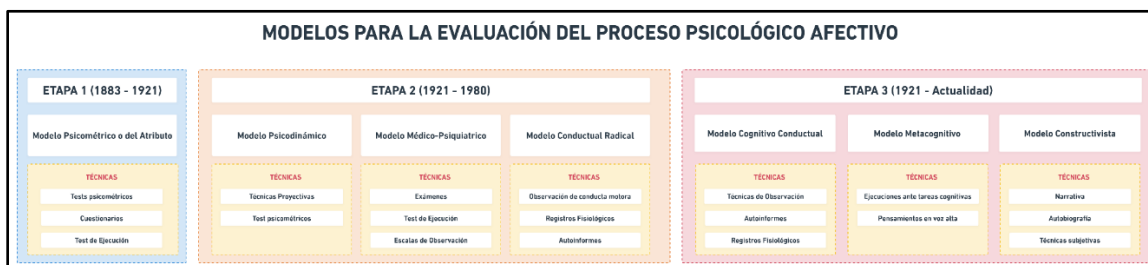 MODELOS PARA LA EVALUACIÓN DEL PROCESO PSICOLÓGICO AFECTIVO
ETAPA 1 (1883 - 1921)
Modelo Psicométrico o del Atributo
TÉCNICAS
Tests psicométricos
Cuestionarios
Test de Ejecución
ETAPA 2 (1921 - 1980)
Modelo Psicodinámico
TÉCNICAS
Técnicas Proyectivas
Test psicométricos
Modelo Médico-Psiquiatrico
TÉCNICAS
Exámenes
Test de Ejecución
Escalas de Observación
Modelo Conductual Radical
TÉCNICAS
Observación de conducta motora
Registros Fisiológicos
Autoinformes
ETAPA 3 (1921 - Actualidad)
Modelo Cognitivo Conductual
TÉCNICAS
Técnicas de Observación
Autoinformes
Registros Fisiológicos
Modelo Metacognitivo
TÉCNICAS
Ejecuciones ante tareas cognitivas
Pensamientos en voz alta
Modelo Constructivista
TÉCNICAS
Narrativa
Autobiografía
Técnicas subjetivas